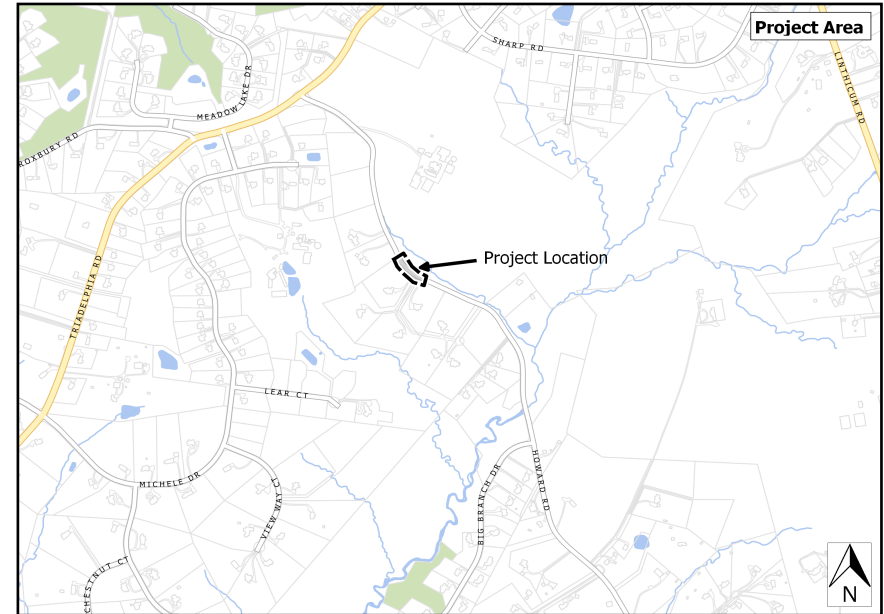 Project Area
SHARP RD
LINTHICUM RD
MEADOW LAKE DR
ROXBURY RD
Project Location
TRIADELPHIA RD
LEAR CT
MICHELE DR
VIEW WAY CT
BIG BRANCH DR
HOWARD RD
CHESTNUT CT
N